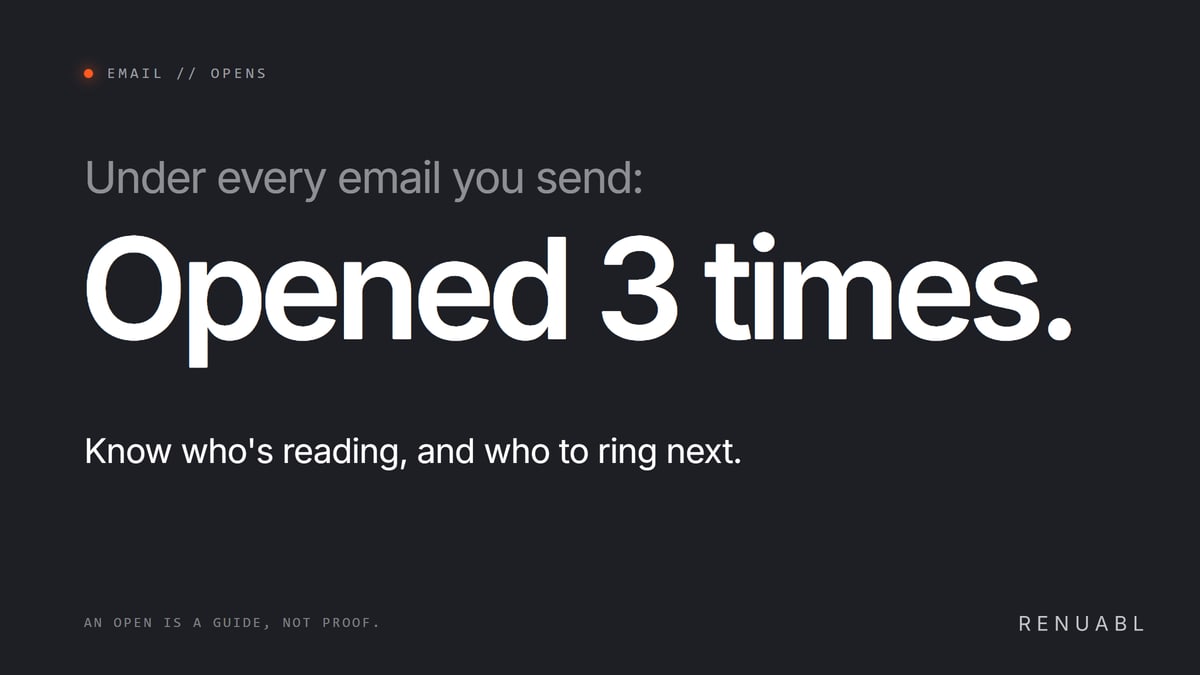 EMAIL // OPENS
Under every email you send:
Opened 3 times.
Know who's reading, and who to ring next.
AN OPEN IS A GUIDE, NOT PROOF.
RENUABL